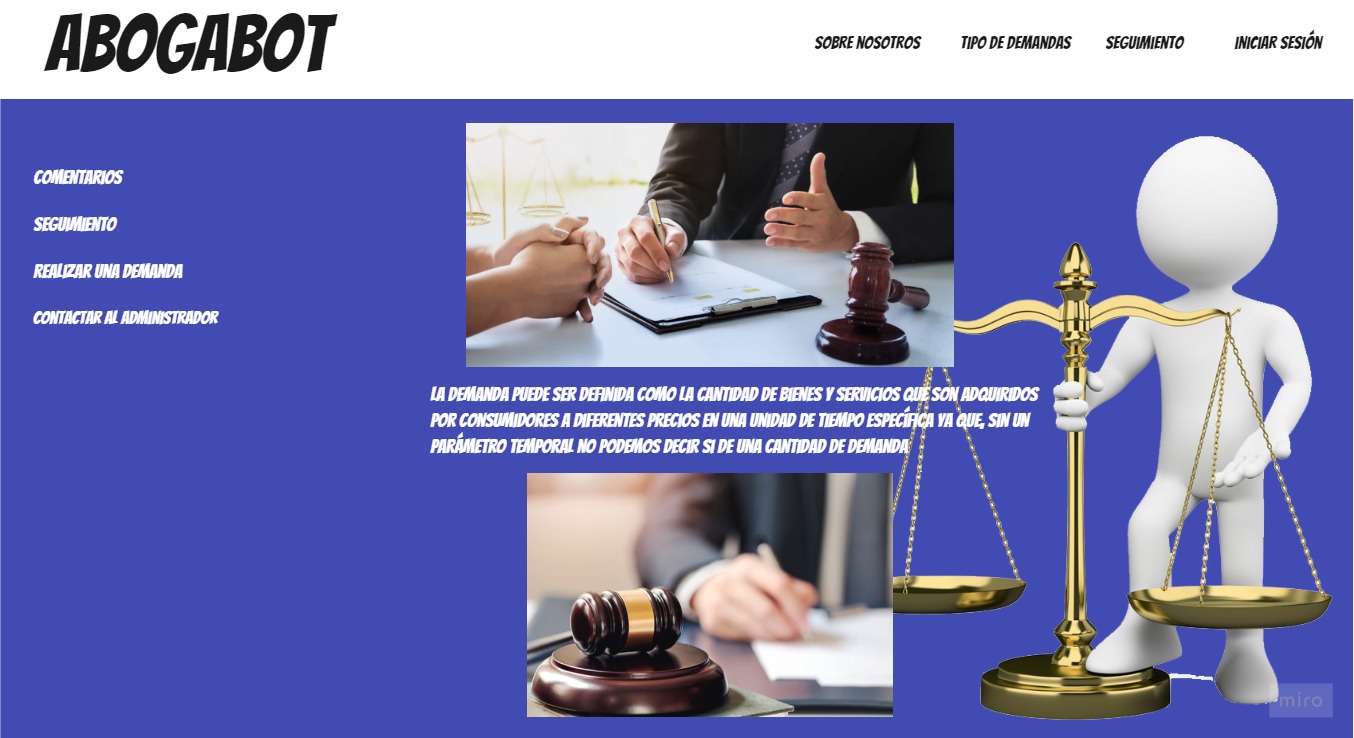 ABOGABOT
SOBRE NOSOTROS
TIPO DE DEMANDAS
SEGUIMIENTO
INICIAR SESIÓN
COMENTARIOS
SEGUIMIENTO
REALIZAR UNA DEMANDA
CONTACTAR AL ADMINISTRADOR
LA DEMANDA PUEDE SER DEFINIDA COMO LA CANTIDAD DE BIENES Y SERVICIOS QUE SON ADQUIRIDOS
POR CONSUMIDORES A DIFERENTES PRECIOS EN UNA UNIDAD DE TIEMPO ESPECÍFICA YA QUE, SIN UN
PARÁMETRO TEMPORAL NO PODEMOS DECIR SI DE UNA CANTIDAD DE DEMANDA
miro